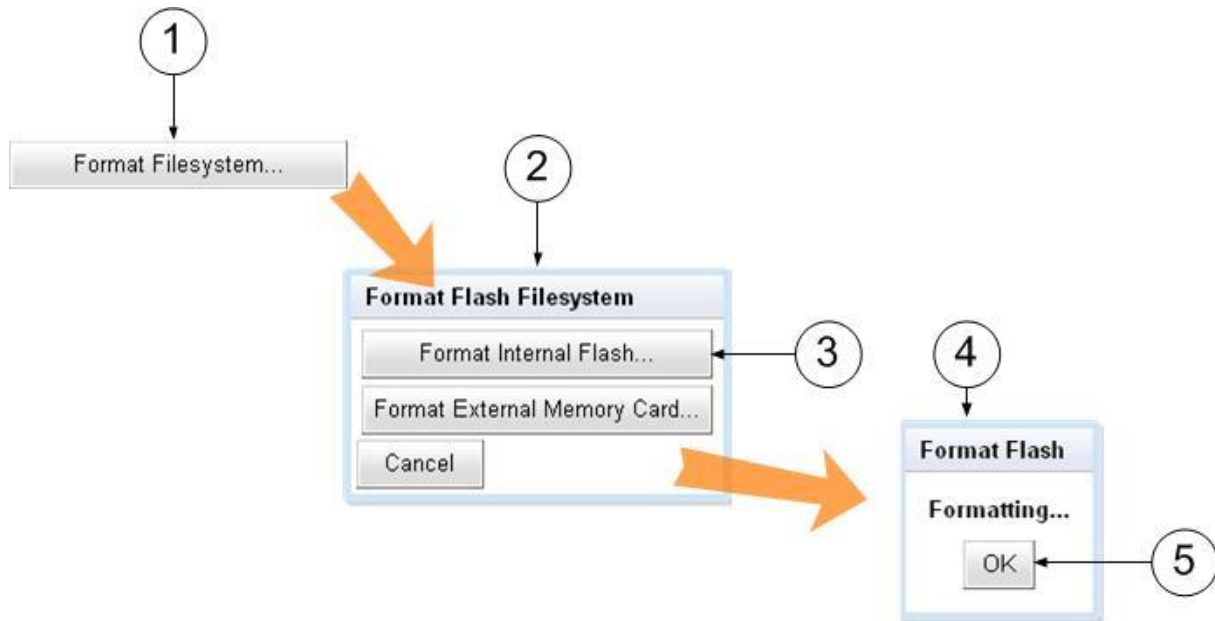 1
Format Filesystem...
2
Format Flash Filesystem
Format Internal Flash...
3
Format External Memory Card...
Cancel
4
Format Flash
Formatting...
OK
5